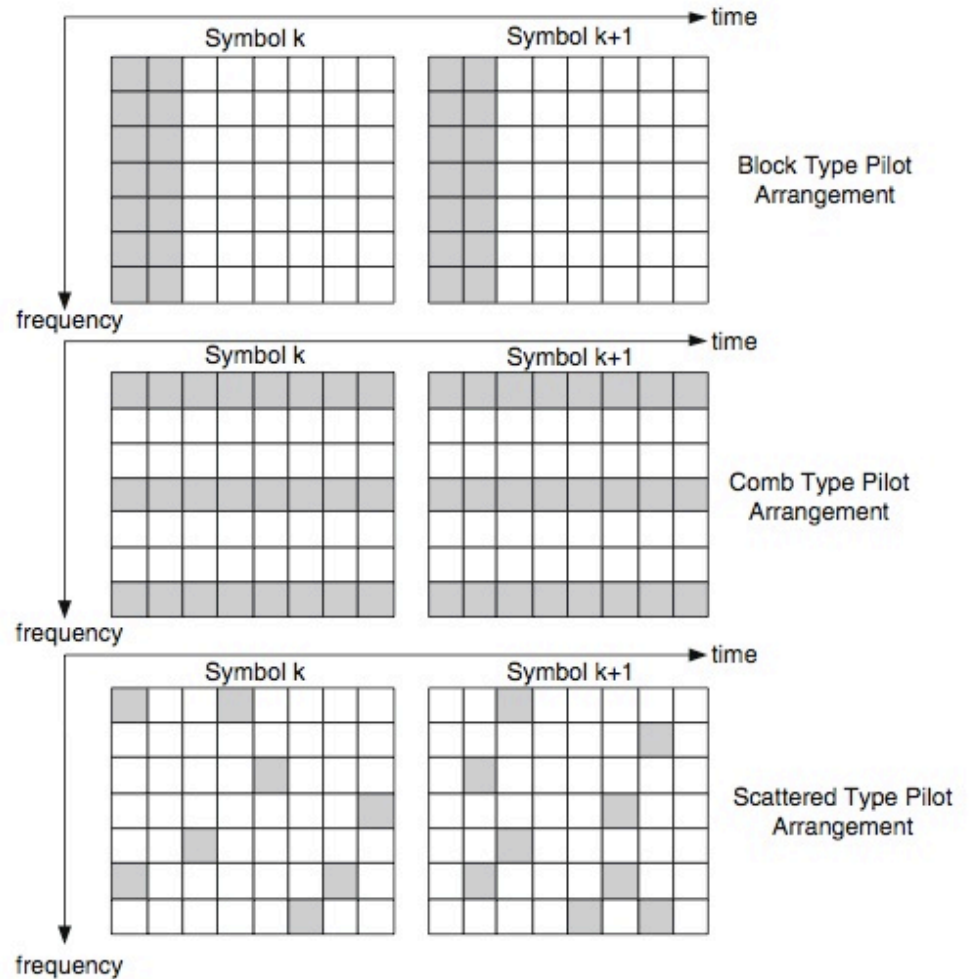 time
Symbol k
Symbol k+1
Block Type Pilot
Arrangement
frequency
time
Symbol k
Symbol k+1
Comb Type Pilot
Arrangement
frequency
time
Symbol k
Symbol k+1
Scattered Type Pilot
Arrangement
frequency